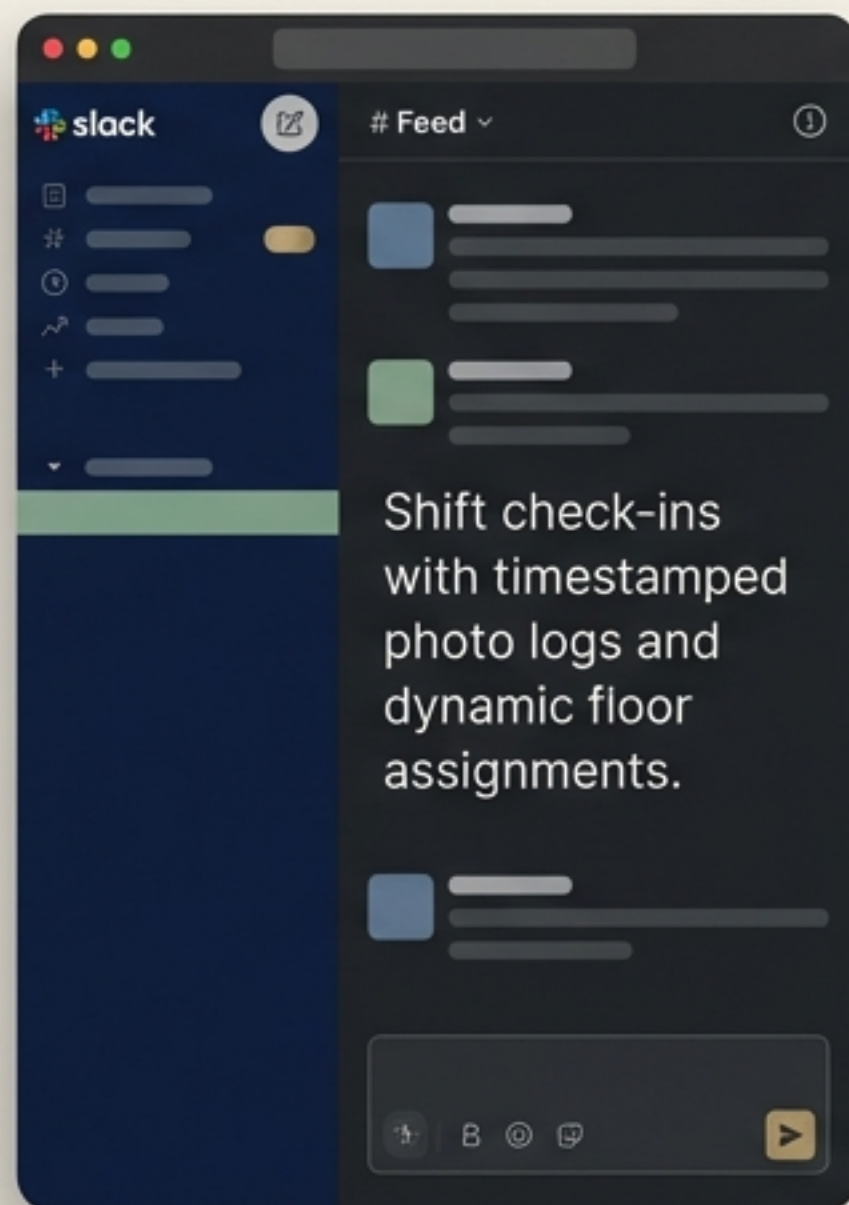 slack
# Feed
Shift check-ins
with timestamped
photo logs and
dynamic floor
assignments.
B